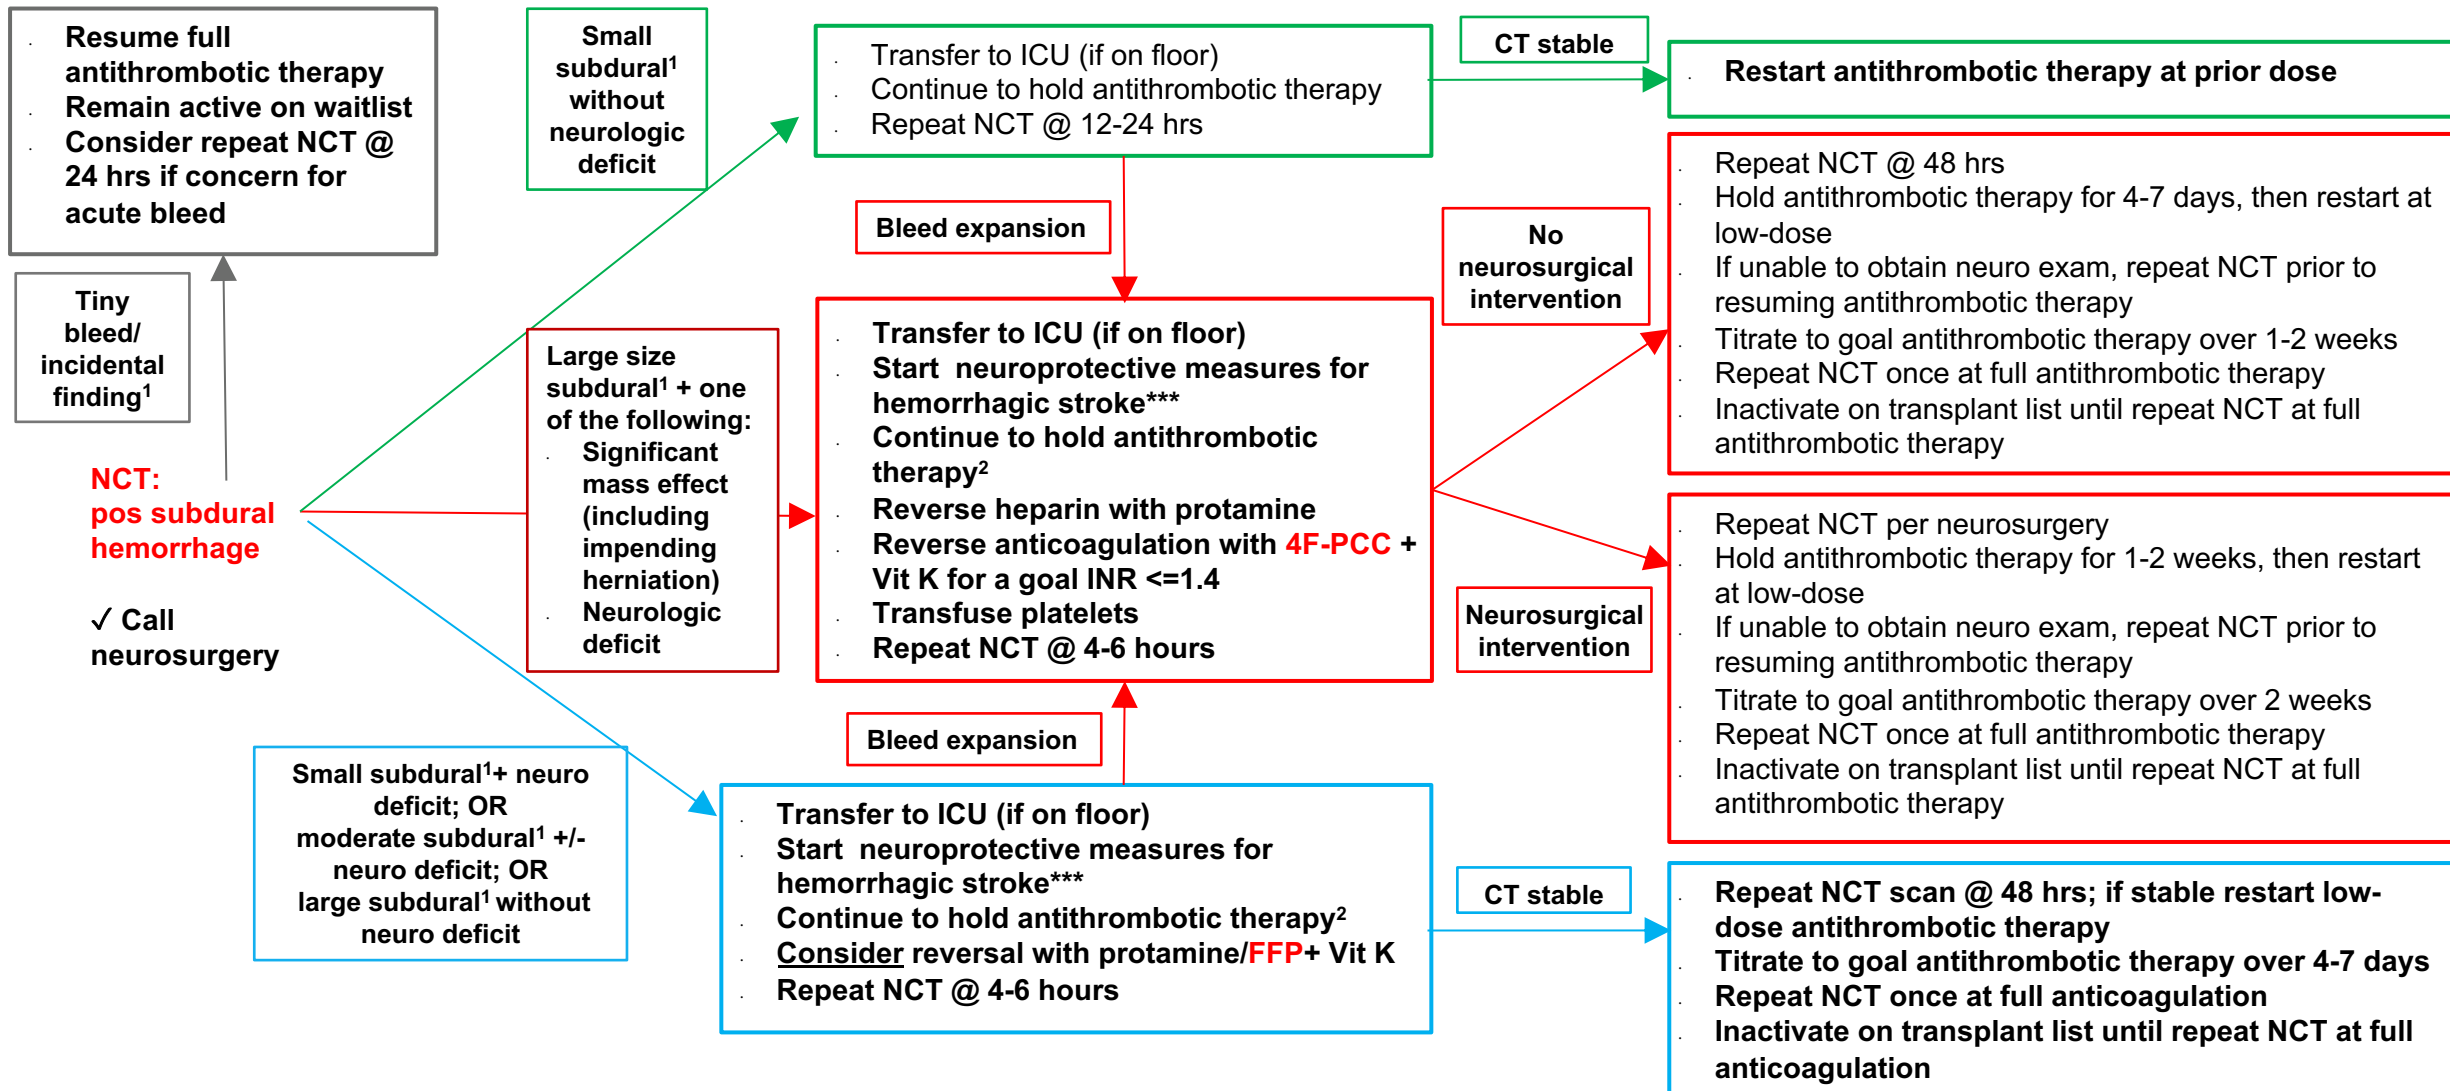 · Resume full
antithrombotic therapy
· Remain active on waitlist
· Consider repeat NCT @
24 hrs if concern for
acute bleed
Tiny
bleed/
incidental
finding¹
NCT:
pos subdural
hemorrhage
✓ Call
neurosurgery
Small
subdural¹
without
neurologic
deficit
· Transfer to ICU (if on floor)
· Continue to hold antithrombotic therapy
· Repeat NCT @ 12-24 hrs
CT stable
· Restart antithrombotic therapy at prior dose
Bleed expansion
Large size
subdural¹ + one
of the following:
· Significant
mass effect
(including
impending
herniation)
· Neurologic
deficit
· Transfer to ICU (if on floor)
· Start neuroprotective measures for
hemorrhagic stroke***
· Continue to hold antithrombotic
therapy²
· Reverse heparin with protamine
· Reverse anticoagulation with 4F-PCC +
Vit K for a goal INR <=1.4
· Transfuse platelets
· Repeat NCT @ 4-6 hours
No
neurosurgical
intervention
· Repeat NCT @ 48 hrs
· Hold antithrombotic therapy for 4-7 days, then restart at
low-dose
· If unable to obtain neuro exam, repeat NCT prior to
resuming antithrombotic therapy
· Titrate to goal antithrombotic therapy over 1-2 weeks
· Repeat NCT once at full antithrombotic therapy
· Inactivate on transplant list until repeat NCT at full
antithrombotic therapy
Neurosurgical
intervention
· Repeat NCT per neurosurgery
· Hold antithrombotic therapy for 1-2 weeks, then restart
at low-dose
· If unable to obtain neuro exam, repeat NCT prior to
resuming antithrombotic therapy
· Titrate to goal antithrombotic therapy over 2 weeks
· Repeat NCT once at full antithrombotic therapy
· Inactivate on transplant list until repeat NCT at full
antithrombotic therapy
Bleed expansion
Small subdural¹+ neuro
deficit; OR
moderate subdural¹ +/-
neuro deficit; OR
large subdural¹ without
neuro deficit
· Transfer to ICU (if on floor)
· Start neuroprotective measures for
hemorrhagic stroke***
· Continue to hold antithrombotic therapy²
· Consider reversal with protamine/FFP+ Vit K
· Repeat NCT @ 4-6 hours
CT stable
· Repeat NCT scan @ 48 hrs; if stable restart low-
dose antithrombotic therapy
· Titrate to goal antithrombotic therapy over 4-7 days
· Repeat NCT once at full anticoagulation
· Inactivate on transplant list until repeat NCT at full
anticoagulation